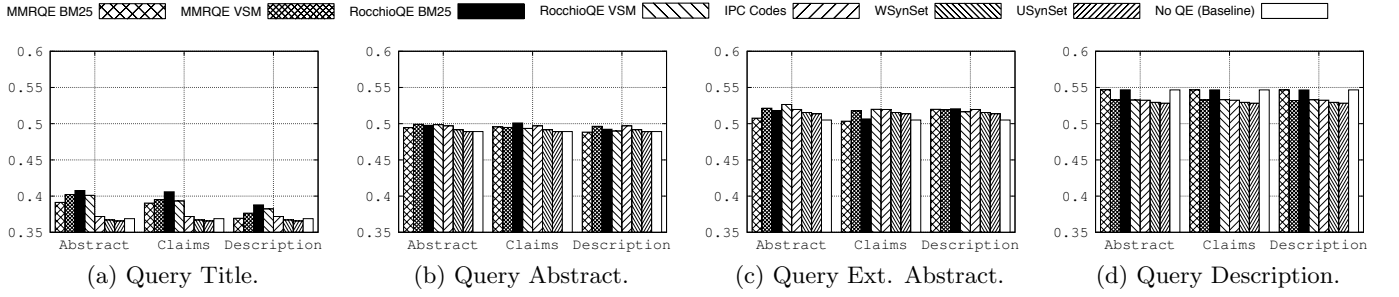 MMRQE BM25 MMRQE VSM RocchioQE BM25 RocchioQE VSM IPC Codes WSynSet USynSet No QE (Baseline)
0.6 0.6 0.6 0.6
0.55 0.55 0.55 0.55
0.5 0.5 0.5 0.5
0.45 0.45 0.45 0.45
0.4 0.4 0.4 0.4
0.35 0.35 0.35 0.35
Abstract Claims Description Abstract Claims Description Abstract Claims Description Abstract Claims Description
(a) Query Title. (b) Query Abstract. (c) Query Ext. Abstract. (d) Query Description.